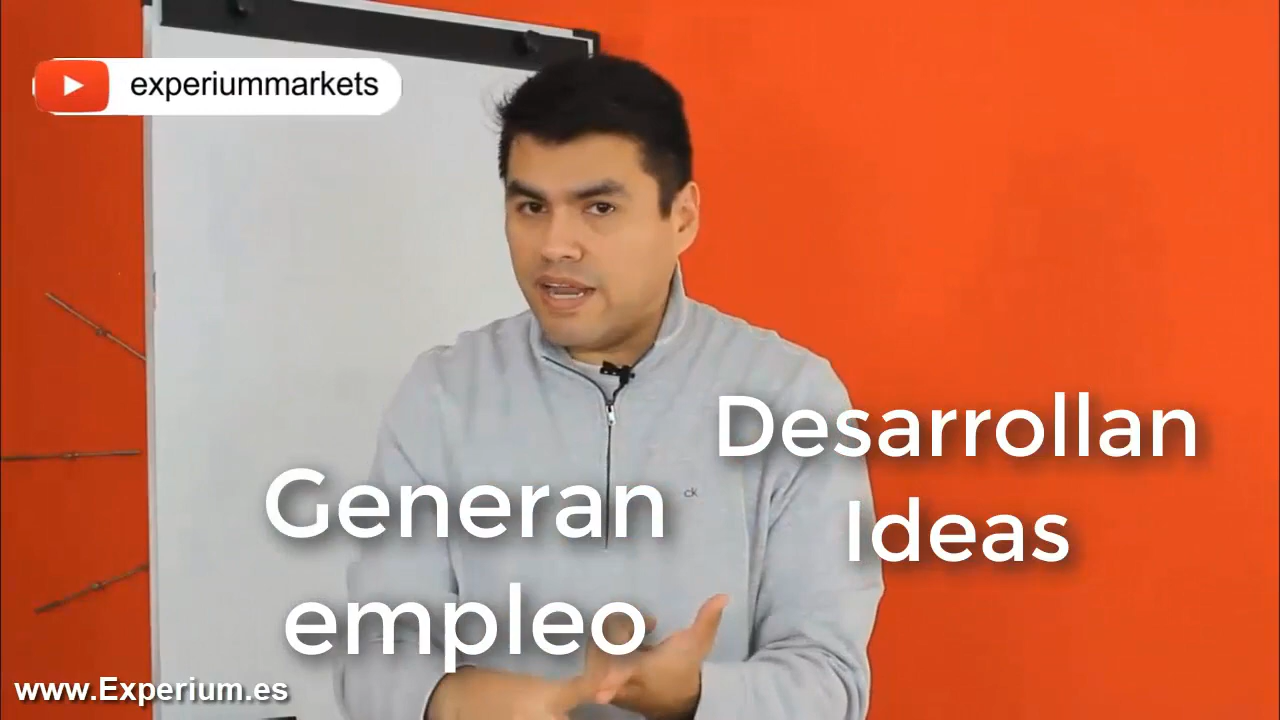 experiummarkets
Desarrollan
Ideas
Generan
empleo
ck
www.Experium.es